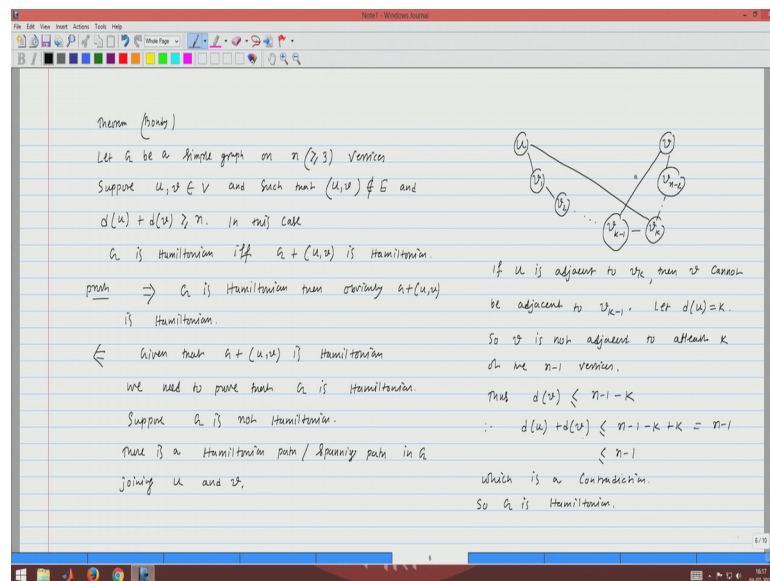 Note1 - Windows Journal
File Edit View Insert Actions Tools Help
Whole Page
B I
Theorem (Bondy)
Let G be a simple graph on n (≥ 3) vertices
Suppose u, v ∈ V and such that (u,v) ∉ E and
d(u) + d(v) ≥ n. In this case
G is Hamiltonian iff G + (u,v) is Hamiltonian.
proof ⇒ G is Hamiltonian then obviously G+(u,v)
is Hamiltonian.
⇐ Given that G + (u,v) is Hamiltonian
we need to prove that G is Hamiltonian.
Suppose G is not Hamiltonian.
There is a Hamiltonian path / Spanning path in G
joining u and v.
u v
v1 vn-2
v2
vk-1 vk
If u is adjacent to vk, then v cannot
be adjacent to vk-1. Let d(u)=k.
So v is not adjacent to atleast k
of the n-1 vertices.
Thus d(v) ≤ n-1-k
∴ d(u) + d(v) ≤ n-1-k+k = n-1
≤ n-1
which is a contradiction.
So G is Hamiltonian.
6/10
6
16:17